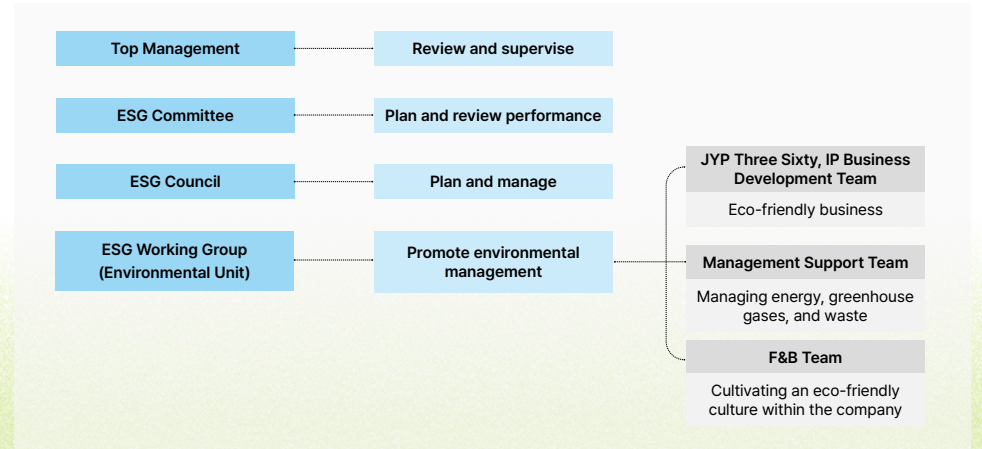 Top Management
Review and supervise
ESG Committee
Plan and review performance
ESG Council
Plan and manage
ESG Working Group
(Environmental Unit)
Promote environmental
management
JYP Three Sixty, IP Business
Development Team
Eco-friendly business
Management Support Team
Managing energy, greenhouse
gases, and waste
F&B Team
Cultivating an eco-friendly
culture within the company